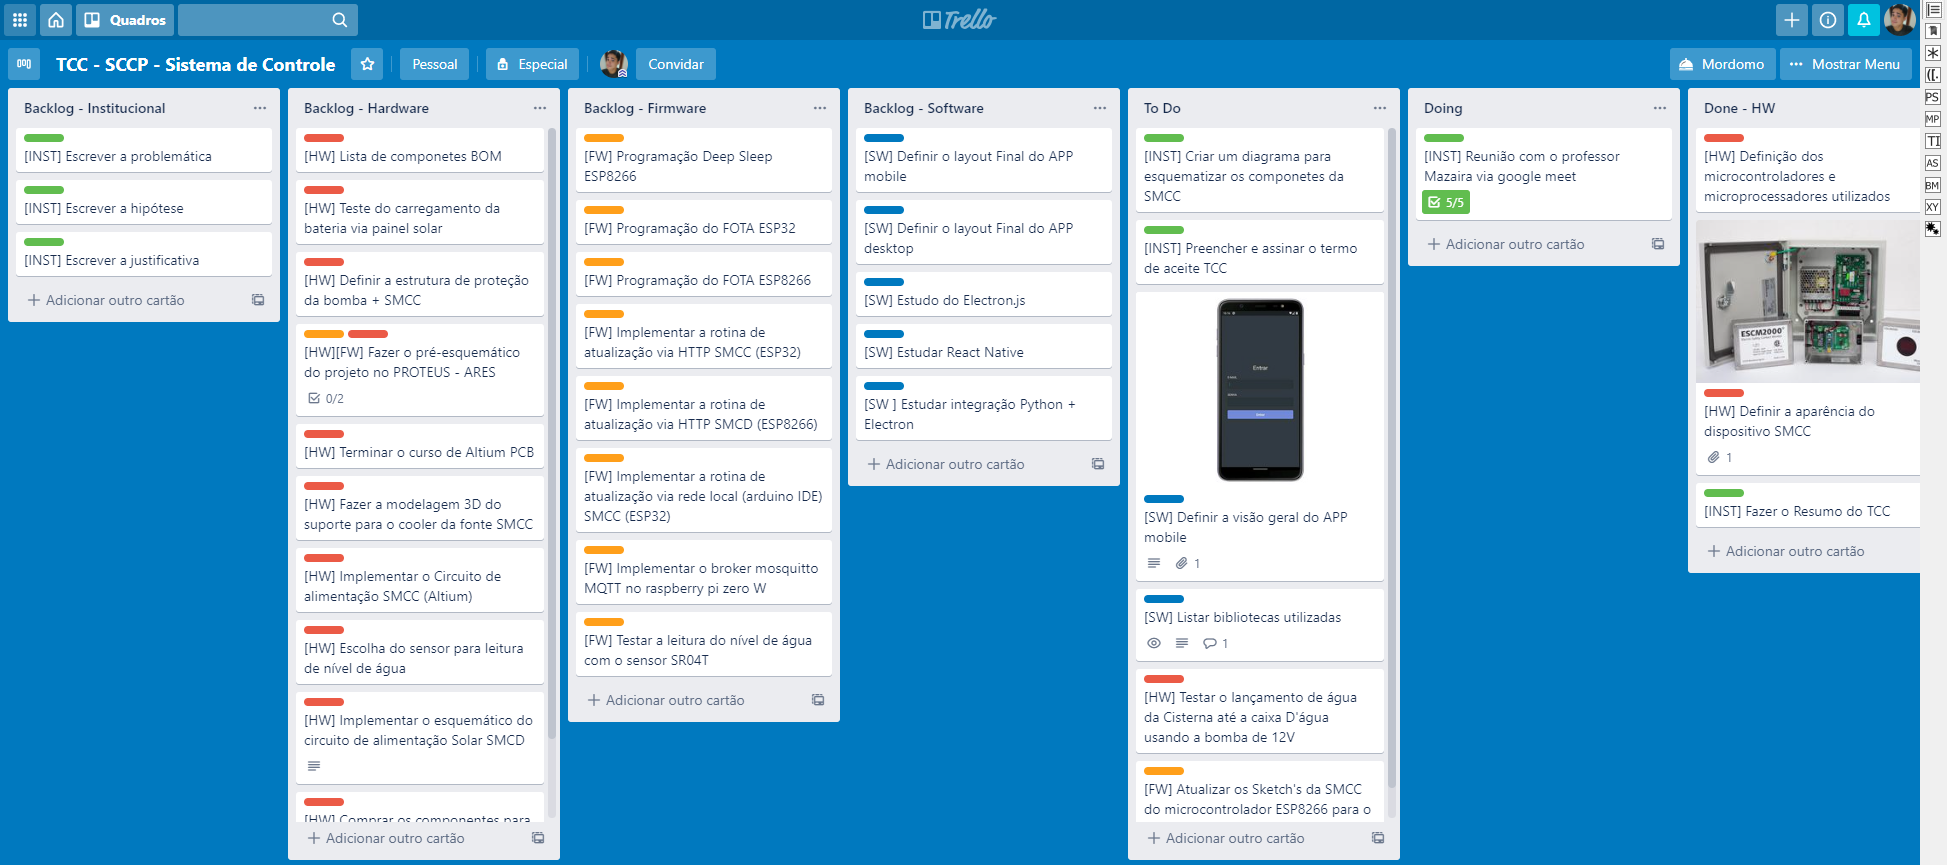 Quadros
Trello
TCC - SCCP - Sistema de Controle
Pessoal
Especial
Convidar
Mordomo
Mostrar Menu
Backlog - Institucional
[INST] Escrever a problemática
[INST] Escrever a hipótese
[INST] Escrever a justificativa
Adicionar outro cartão
Backlog - Hardware
[HW] Lista de componetes BOM
[HW] Teste do carregamento da
bateria via painel solar
[HW] Definir a estrutura de proteção
da bomba + SMCC
[HW][FW] Fazer o pré-esquemático
do projeto no PROTEUS - ARES
0/2
[HW] Terminar o curso de Altium PCB
[HW] Fazer a modelagem 3D do
suporte para o cooler da fonte SMCC
[HW] Implementar o Circuito de
alimentação SMCC (Altium)
[HW] Escolha do sensor para leitura
de nível de água
[HW] Implementar o esquemático do
circuito de alimentação Solar SMCD
[HW] Comprar os componentes para
Adicionar outro cartão
Backlog - Firmware
[FW] Programação Deep Sleep
ESP8266
[FW] Programação do FOTA ESP32
[FW] Programação do FOTA ESP8266
[FW] Implementar a rotina de
atualização via HTTP SMCC (ESP32)
[FW] Implementar a rotina de
atualização via HTTP SMCD (ESP8266)
[FW] Implementar a rotina de
atualização via rede local (arduino IDE)
SMCC (ESP32)
[FW] Implementar o broker mosquitto
MQTT no raspberry pi zero W
[FW] Testar a leitura do nível de água
com o sensor SR04T
Adicionar outro cartão
Backlog - Software
[SW] Definir o layout Final do APP
mobile
[SW] Definir o layout Final do APP
desktop
[SW] Estudo do Electron.js
[SW] Estudar React Native
[SW ] Estudar integração Python +
Electron
Adicionar outro cartão
To Do
[INST] Criar um diagrama para
esquematizar os componetes da
SMCC
[INST] Preencher e assinar o termo
de aceite TCC
Entrar
[SW] Definir a visão geral do APP
mobile
1
[SW] Listar bibliotecas utilizadas
1
[HW] Testar o lançamento de água
da Cisterna até a caixa D'água
usando a bomba de 12V
[FW] Atualizar os Sketch's da SMCC
do microcontrolador ESP8266 para o
Adicionar outro cartão
Doing
[INST] Reunião com o professor
Mazaira via google meet
5/5
Adicionar outro cartão
Done - HW
[HW] Definição dos
microcontroladores e
microprocessadores utilizados
ESCM2000
[HW] Definir a aparência do
dispositivo SMCC
1
[INST] Fazer o Resumo do TCC
Adicionar outro cartão
([.
PS
MP
TI
AS
BM
XY